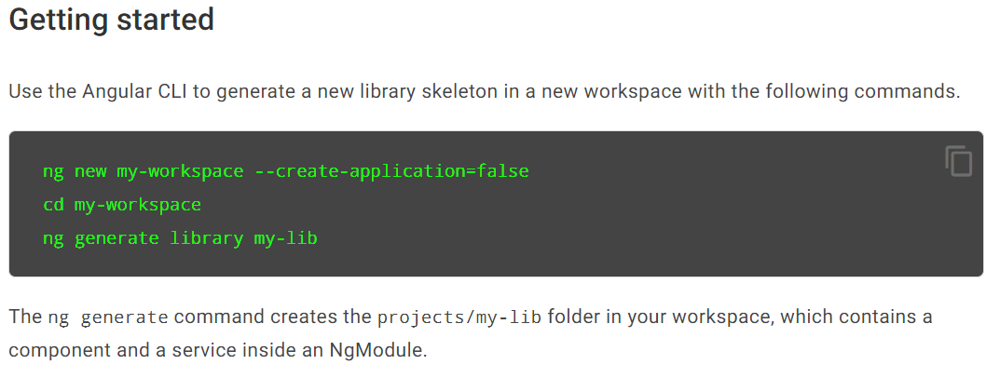 Getting started
Use the Angular CLI to generate a new library skeleton in a new workspace with the following commands.
ng new my-workspace --create-application=false
cd my-workspace
ng generate library my-lib
The ng generate command creates the projects/my-lib folder in your workspace, which contains a
component and a service inside an NgModule.